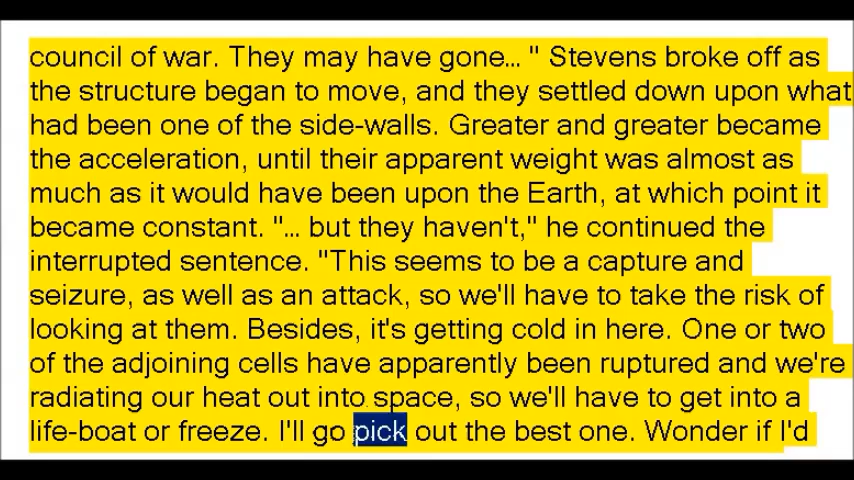 council of war. They may have gone... " Stevens broke off as
the structure began to move, and they settled down upon what
had been one of the side-walls. Greater and greater became
the acceleration, until their apparent weight was almost as
much as it would have been upon the Earth, at which point it
became constant. "... but they haven't," he continued the
interrupted sentence. "This seems to be a capture and
seizure, as well as an attack, so we'll have to take the risk of
looking at them. Besides, it's getting cold in here. One or two
of the adjoining cells have apparently been ruptured and we're
radiating our heat out into space, so we'll have to get into a
life-boat or freeze. I'll go pick out the best one. Wonder if I'd